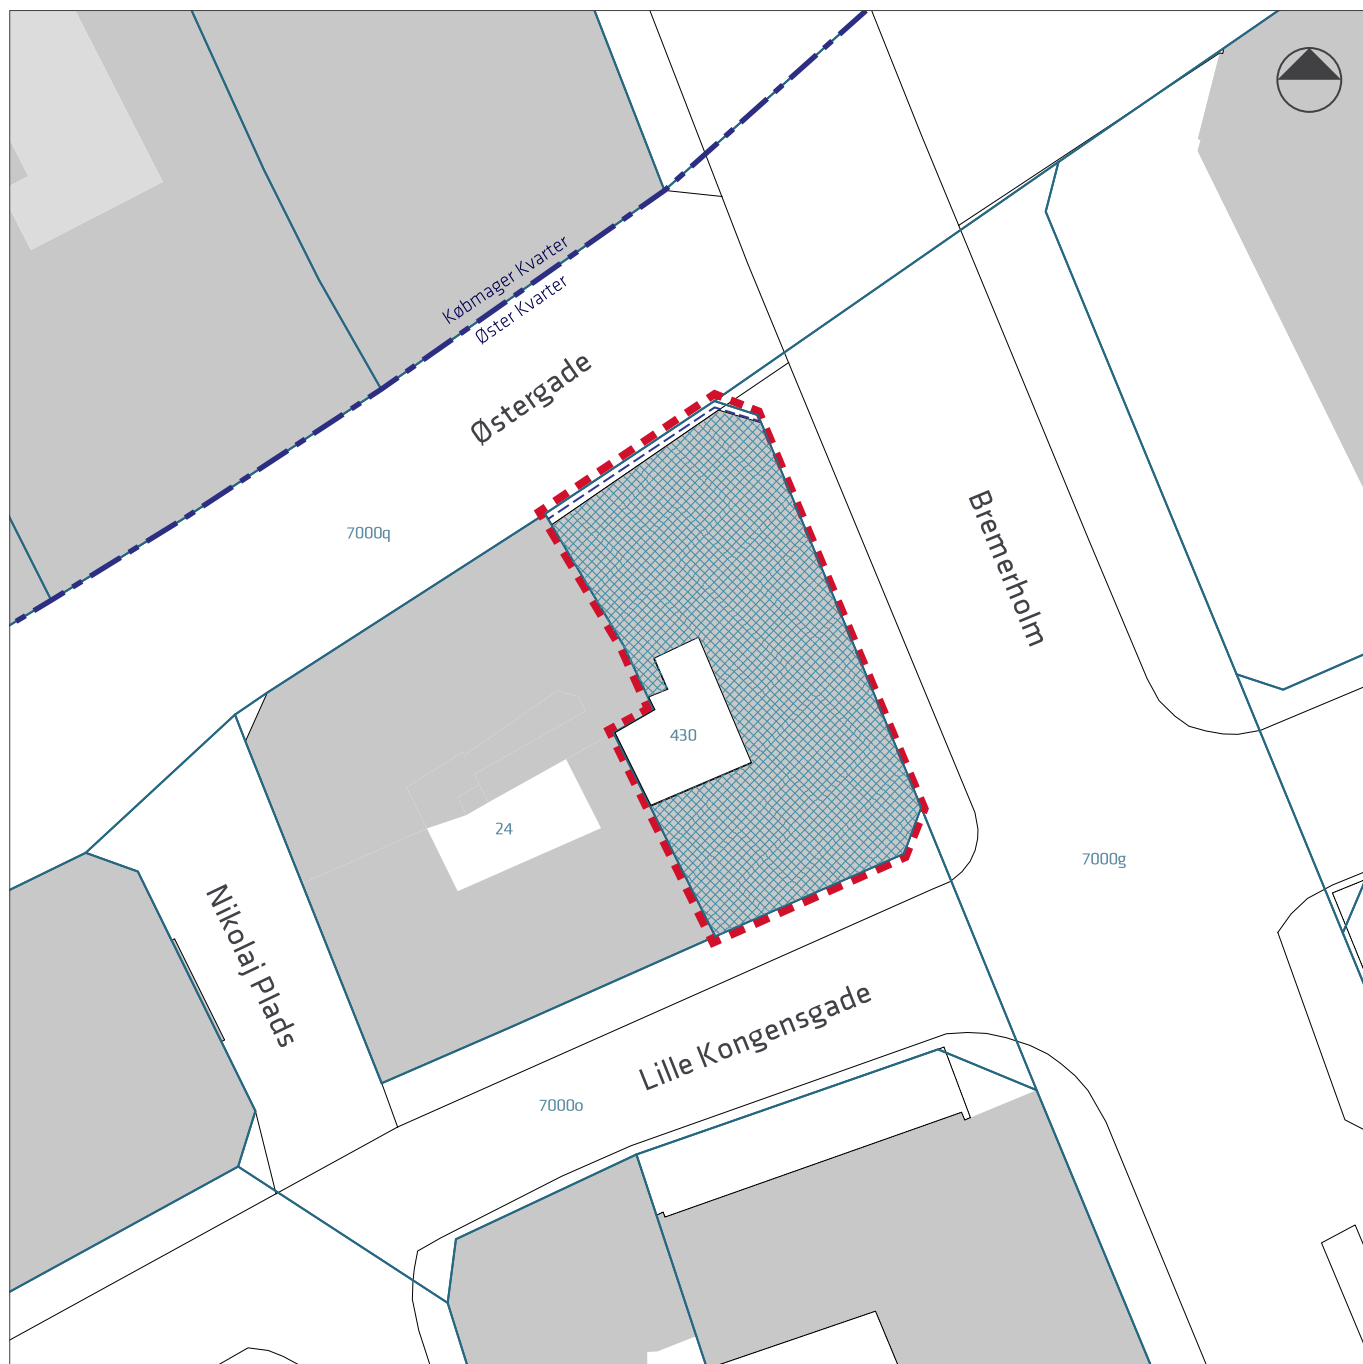 Købmager Kvarter
Øster Kvarter
Østergade
7000q
Bremerholm
430
24
7000g
Nikolaj Plads
Lille Kongensgade
7000o